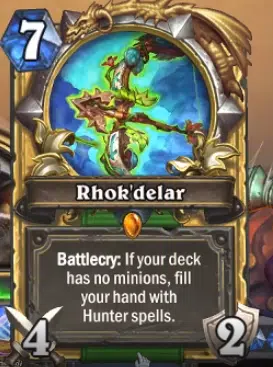 7
Rhok'delar
Battlecry: If your deck
has no minions, fill
your hand with
Hunter spells.
4
2